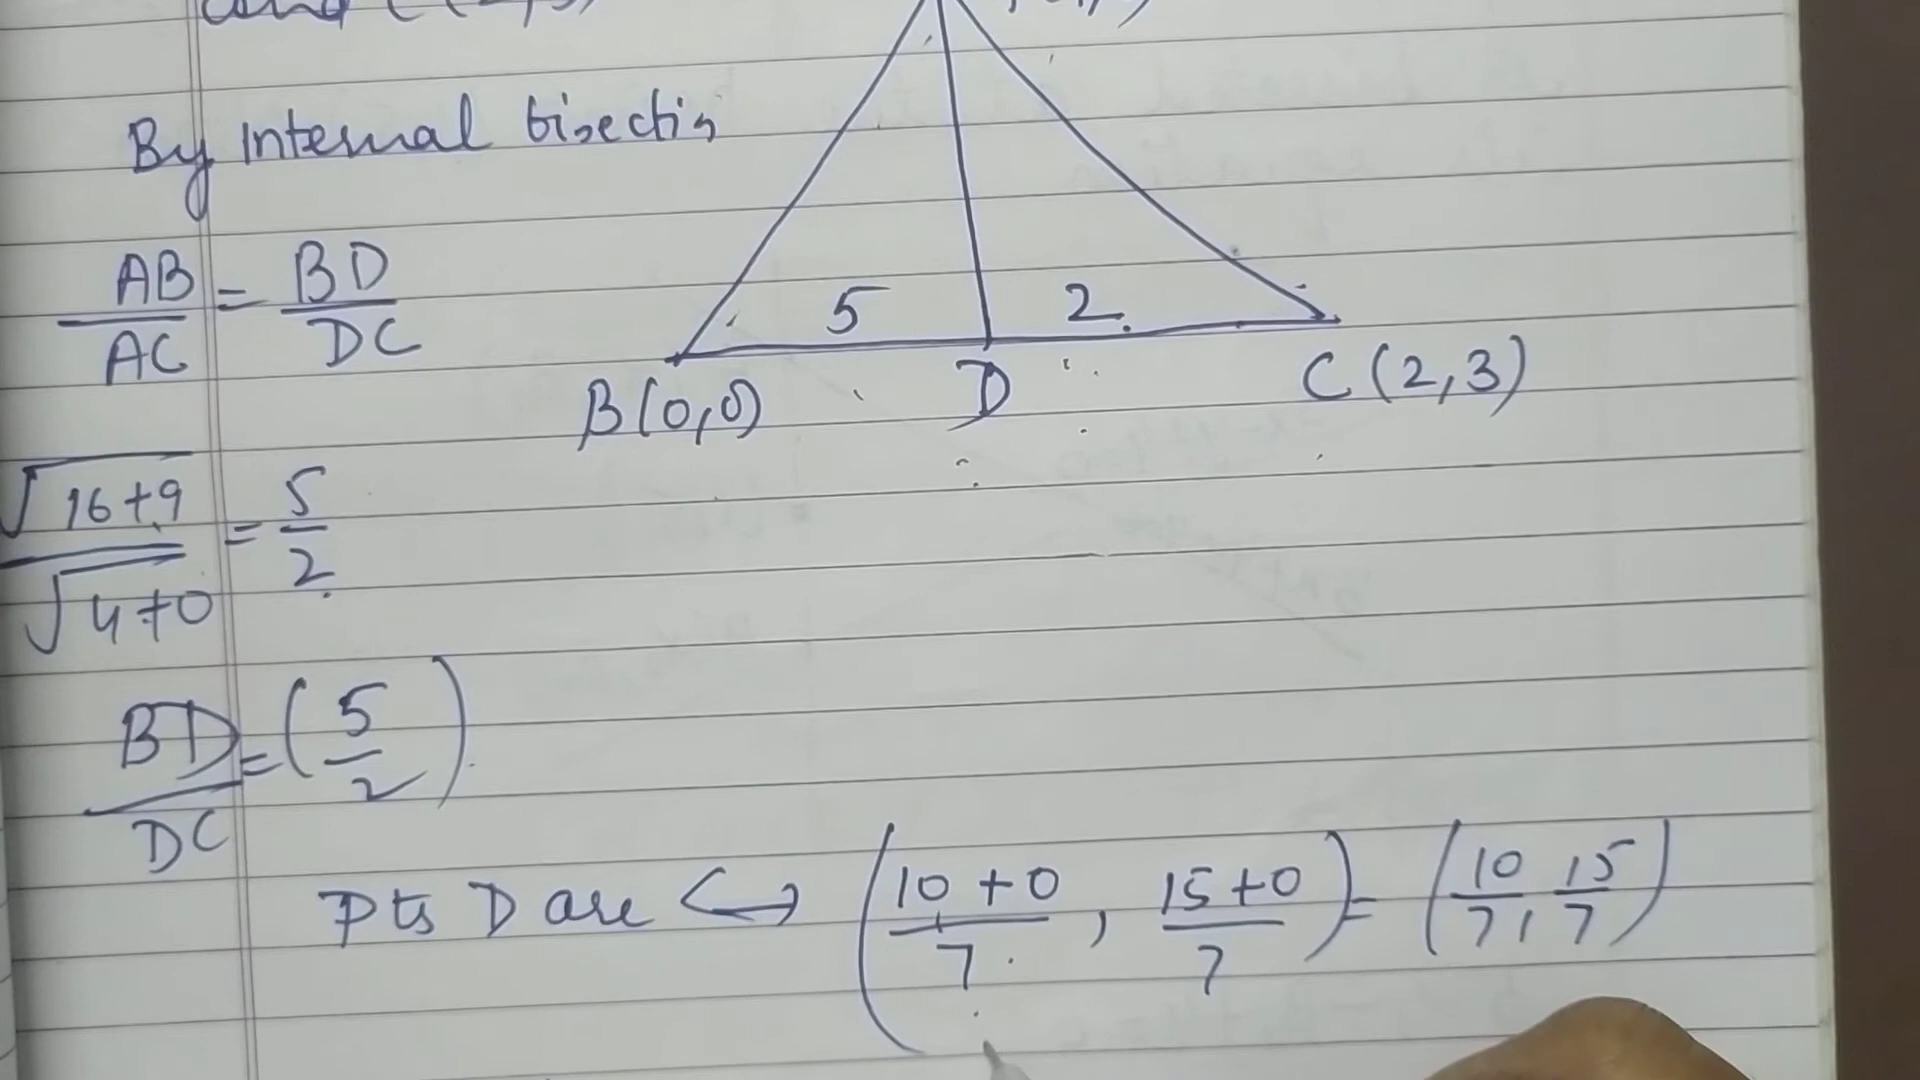 By Internal bisectin
AB/AC = BD/DC
5 2
B(0,0) D C(2,3)
√16+9/√4+0 = 5/2
BD/DC = (5/2)
Pts D are ↔ (10+0/7, 15+0/7) = (10/7, 15/7)